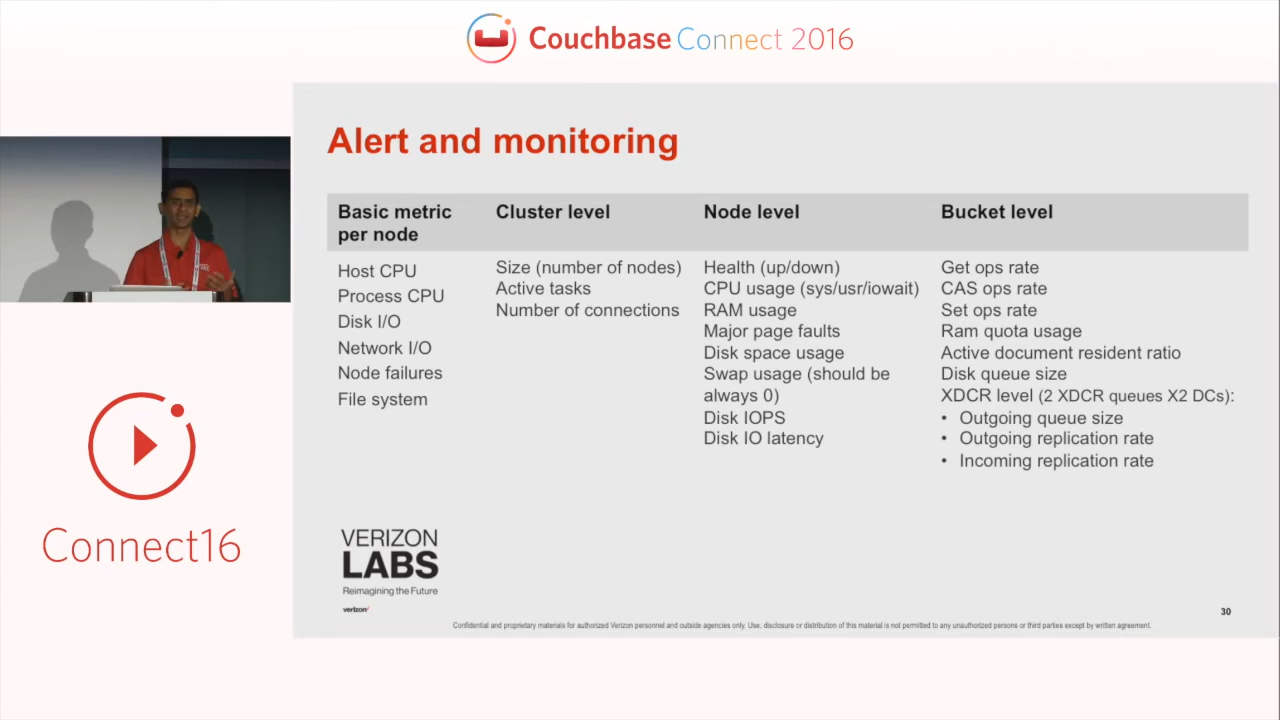 Couchbase Connect 2016
Alert and monitoring
Basic metric
per node
Host CPU
Process CPU
Disk I/O
Network I/O
Node failures
File system
Cluster level
Size (number of nodes)
Active tasks
Number of connections
Node level
Health (up/down)
CPU usage (sys/usr/iowait)
RAM usage
Major page faults
Disk space usage
Swap usage (should be
always 0)
Disk IOPS
Disk IO latency
Bucket level
Get ops rate
CAS ops rate
Set ops rate
Ram quota usage
Active document resident ratio
Disk queue size
XDCR level (2 XDCR queues X2 DCs):
• Outgoing queue size
• Outgoing replication rate
• Incoming replication rate
Connect16
VERIZON
LABS
Reimagining the Future
verizon✓
30
Confidential and proprietary materials for authorized Verizon personnel and outside agencies only. Use, disclosure or distribution of this material is not permitted to any unauthorized persons or third parties except by written agreement.